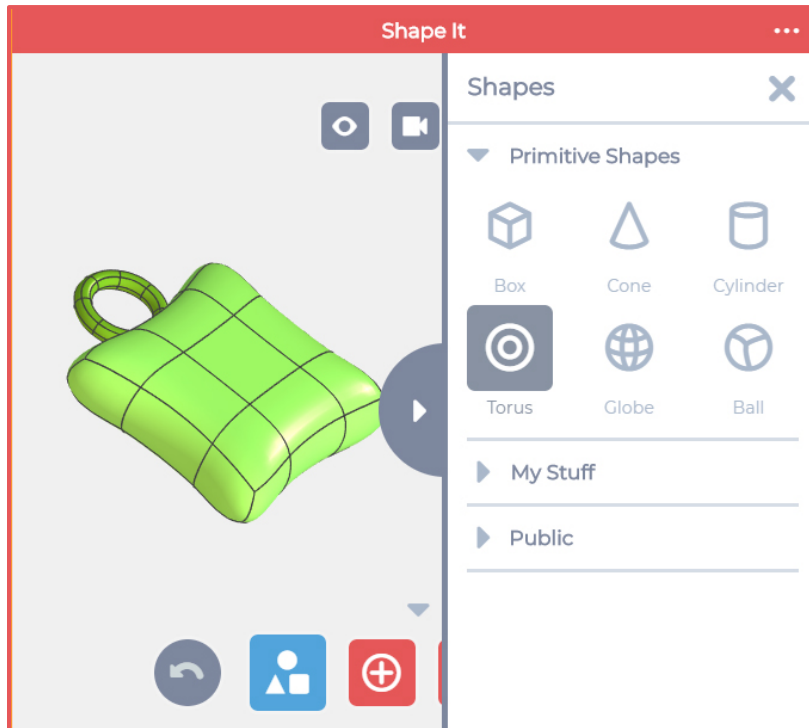 Shape It
Shapes
Primitive Shapes
Box Cone Cylinder
Torus Globe Ball
My Stuff
Public